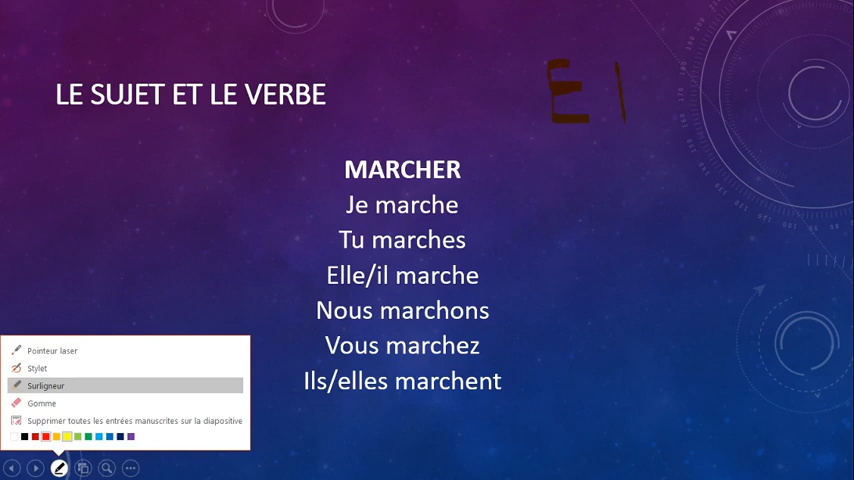 LE SUJET ET LE VERBE
E I
MARCHER
Je marche
Tu marches
Elle/il marche
Nous marchons
Vous marchez
Ils/elles marchent
Pointeur laser
Stylet
Surligneur
Gomme
Supprimer toutes les entrées manuscrites sur la diapositive